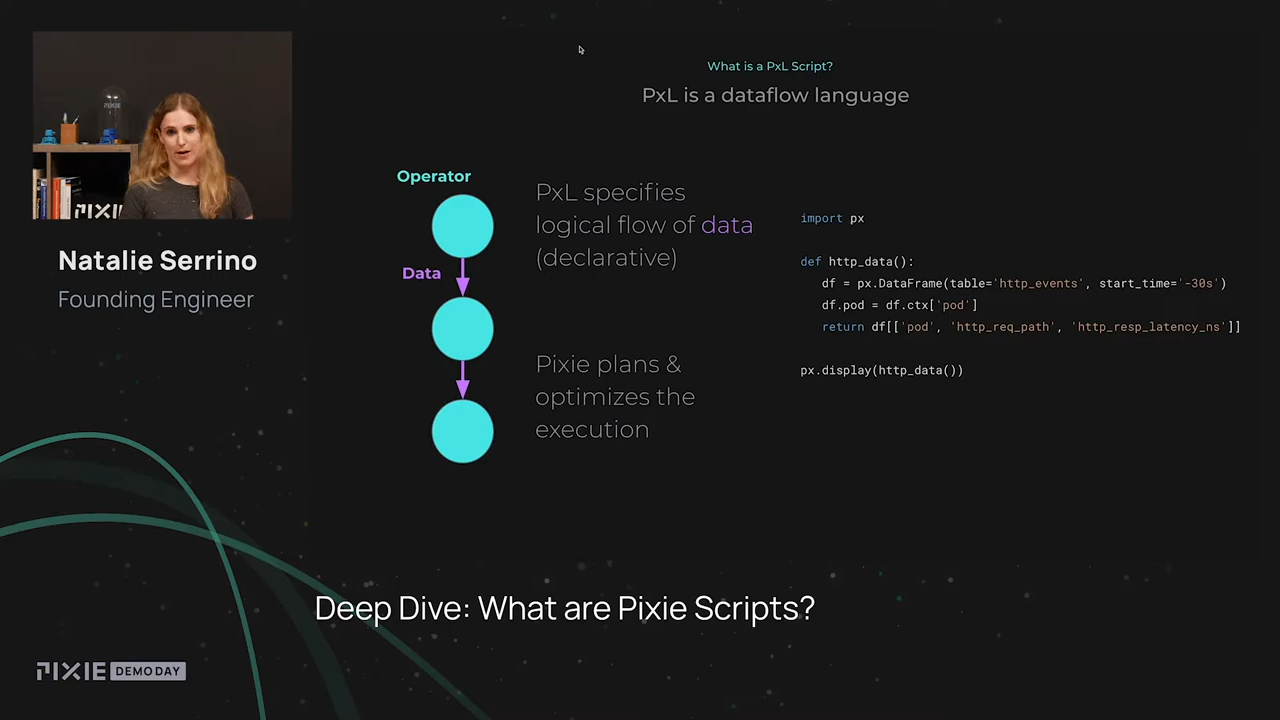 What is a PxL Script?
PxL is a dataflow language
PIXIE
Natalie Serrino
Founding Engineer
Operator
Data
PxL specifies
logical flow of data
(declarative)
Pixie plans &
optimizes the
execution
import px
def http_data():
df = px.DataFrame(table='http_events', start_time='-30s')
df.pod = df.ctx['pod']
return df[['pod', 'http_req_path', 'http_resp_latency_ns']]
px.display(http_data())
Deep Dive: What are Pixie Scripts?
PIXIE DEMO DAY